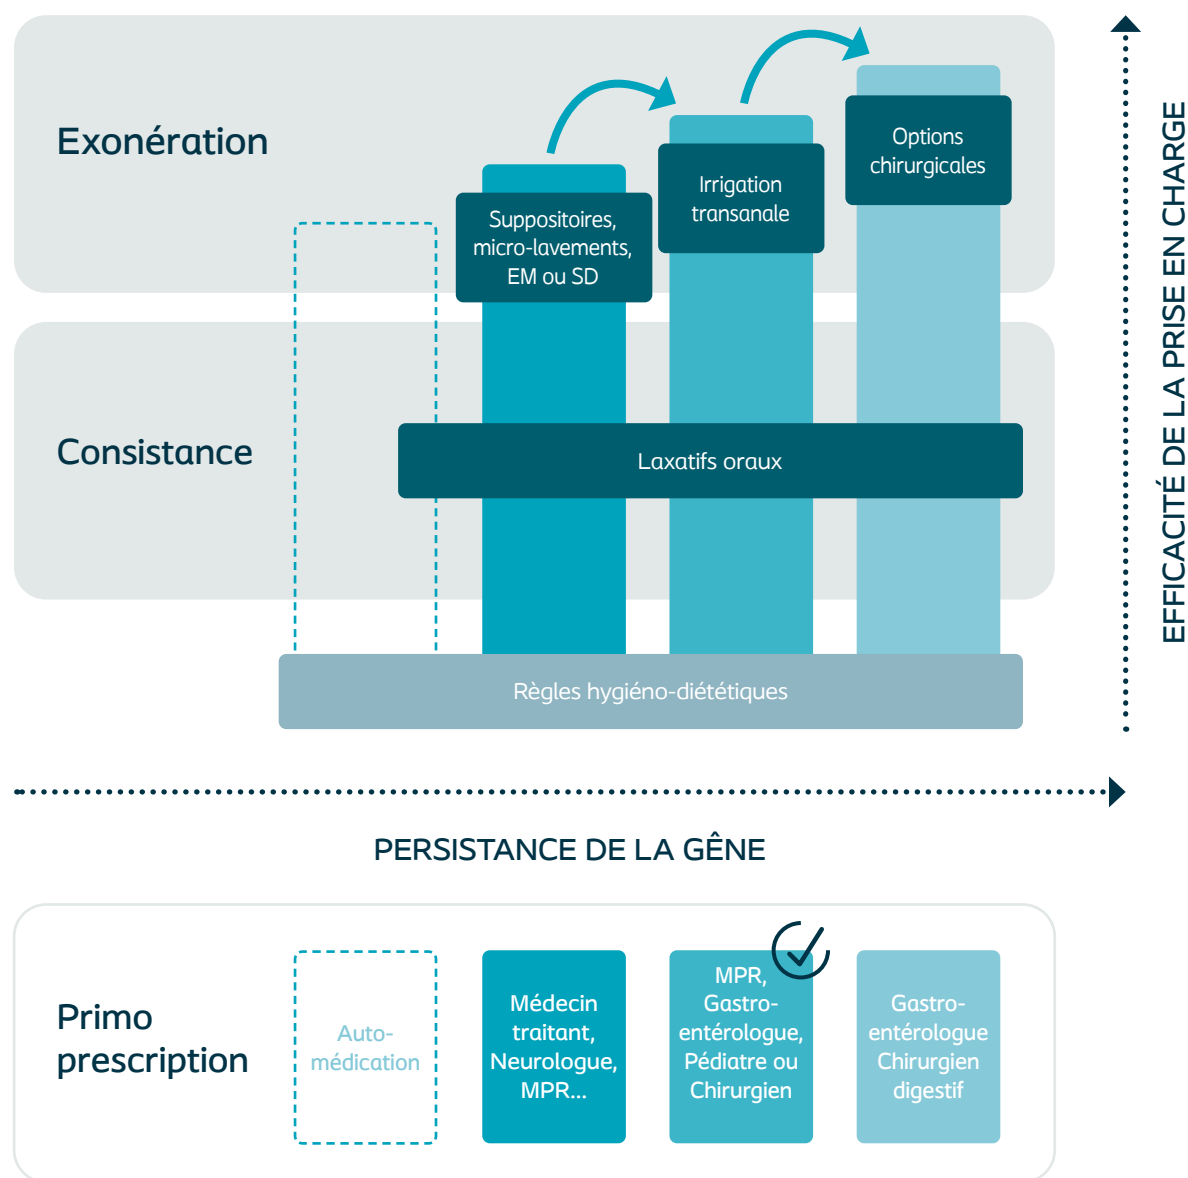 Exonération
Suppositoires,
micro-lavements,
EM ou SD
Irrigation
transanale
Options
chirurgicales
Consistance
Laxatifs oraux
Règles hygiéno-diététiques
EFFICACITÉ DE LA PRISE EN CHARGE
PERSISTANCE DE LA GÊNE
Primo
prescription
Auto-
médication
Médecin
traitant,
Neurologue,
MPR...
MPR,
Gastro-
entérologue,
Pédiatre ou
Chirurgien
Gastro-
entérologue
Chirurgien
digestif